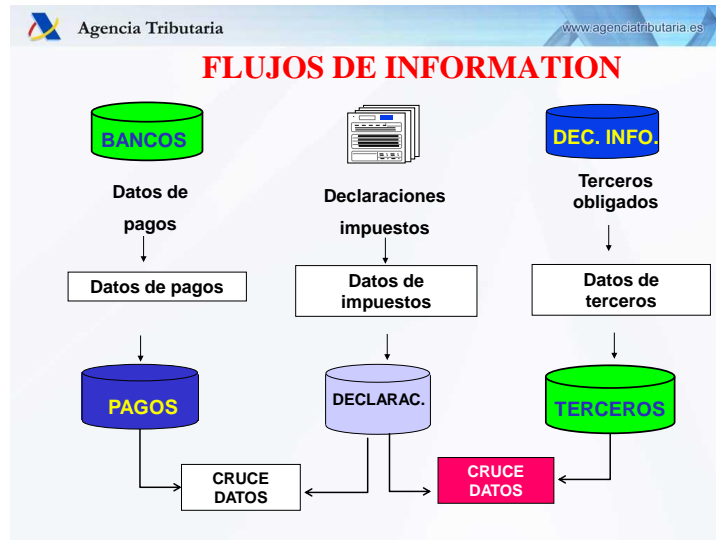 Agencia Tributaria
www.agenciatributaria.es
FLUJOS DE INFORMATION
BANCOS
DEC. INFO.
Datos de
pagos
Declaraciones
impuestos
Terceros
obligados
Datos de pagos
Datos de
impuestos
Datos de
terceros
PAGOS
DECLARAC.
TERCEROS
CRUCE
DATOS
CRUCE
DATOS